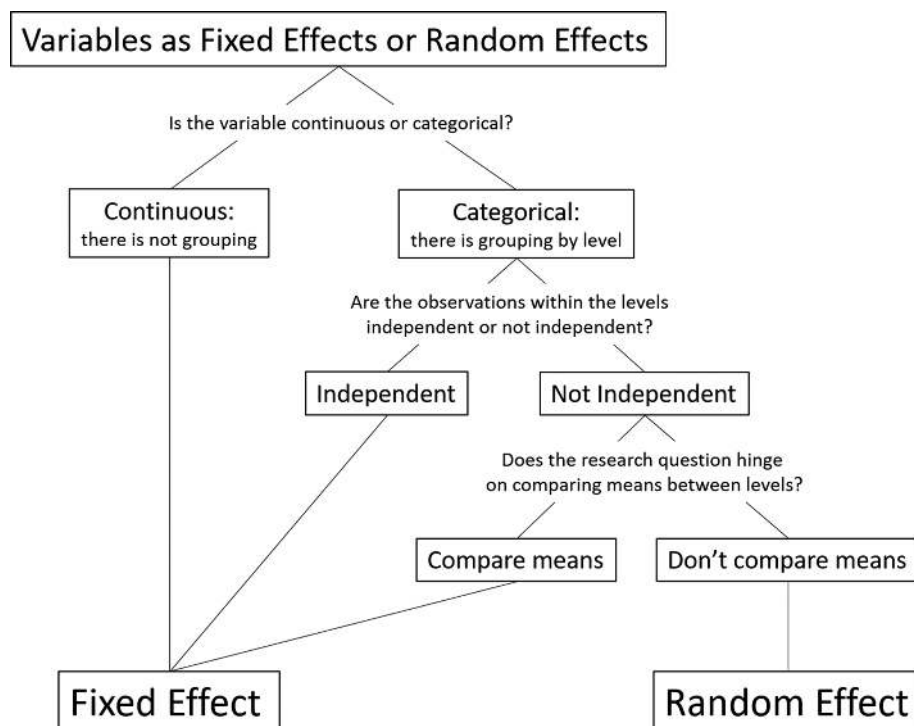 Variables as Fixed Effects or Random Effects
Is the variable continuous or categorical?
Continuous:
there is not grouping
Categorical:
there is grouping by level
Are the observations within the levels
independent or not independent?
Independent
Not Independent
Does the research question hinge
on comparing means between levels?
Compare means
Don't compare means
Fixed Effect
Random Effect